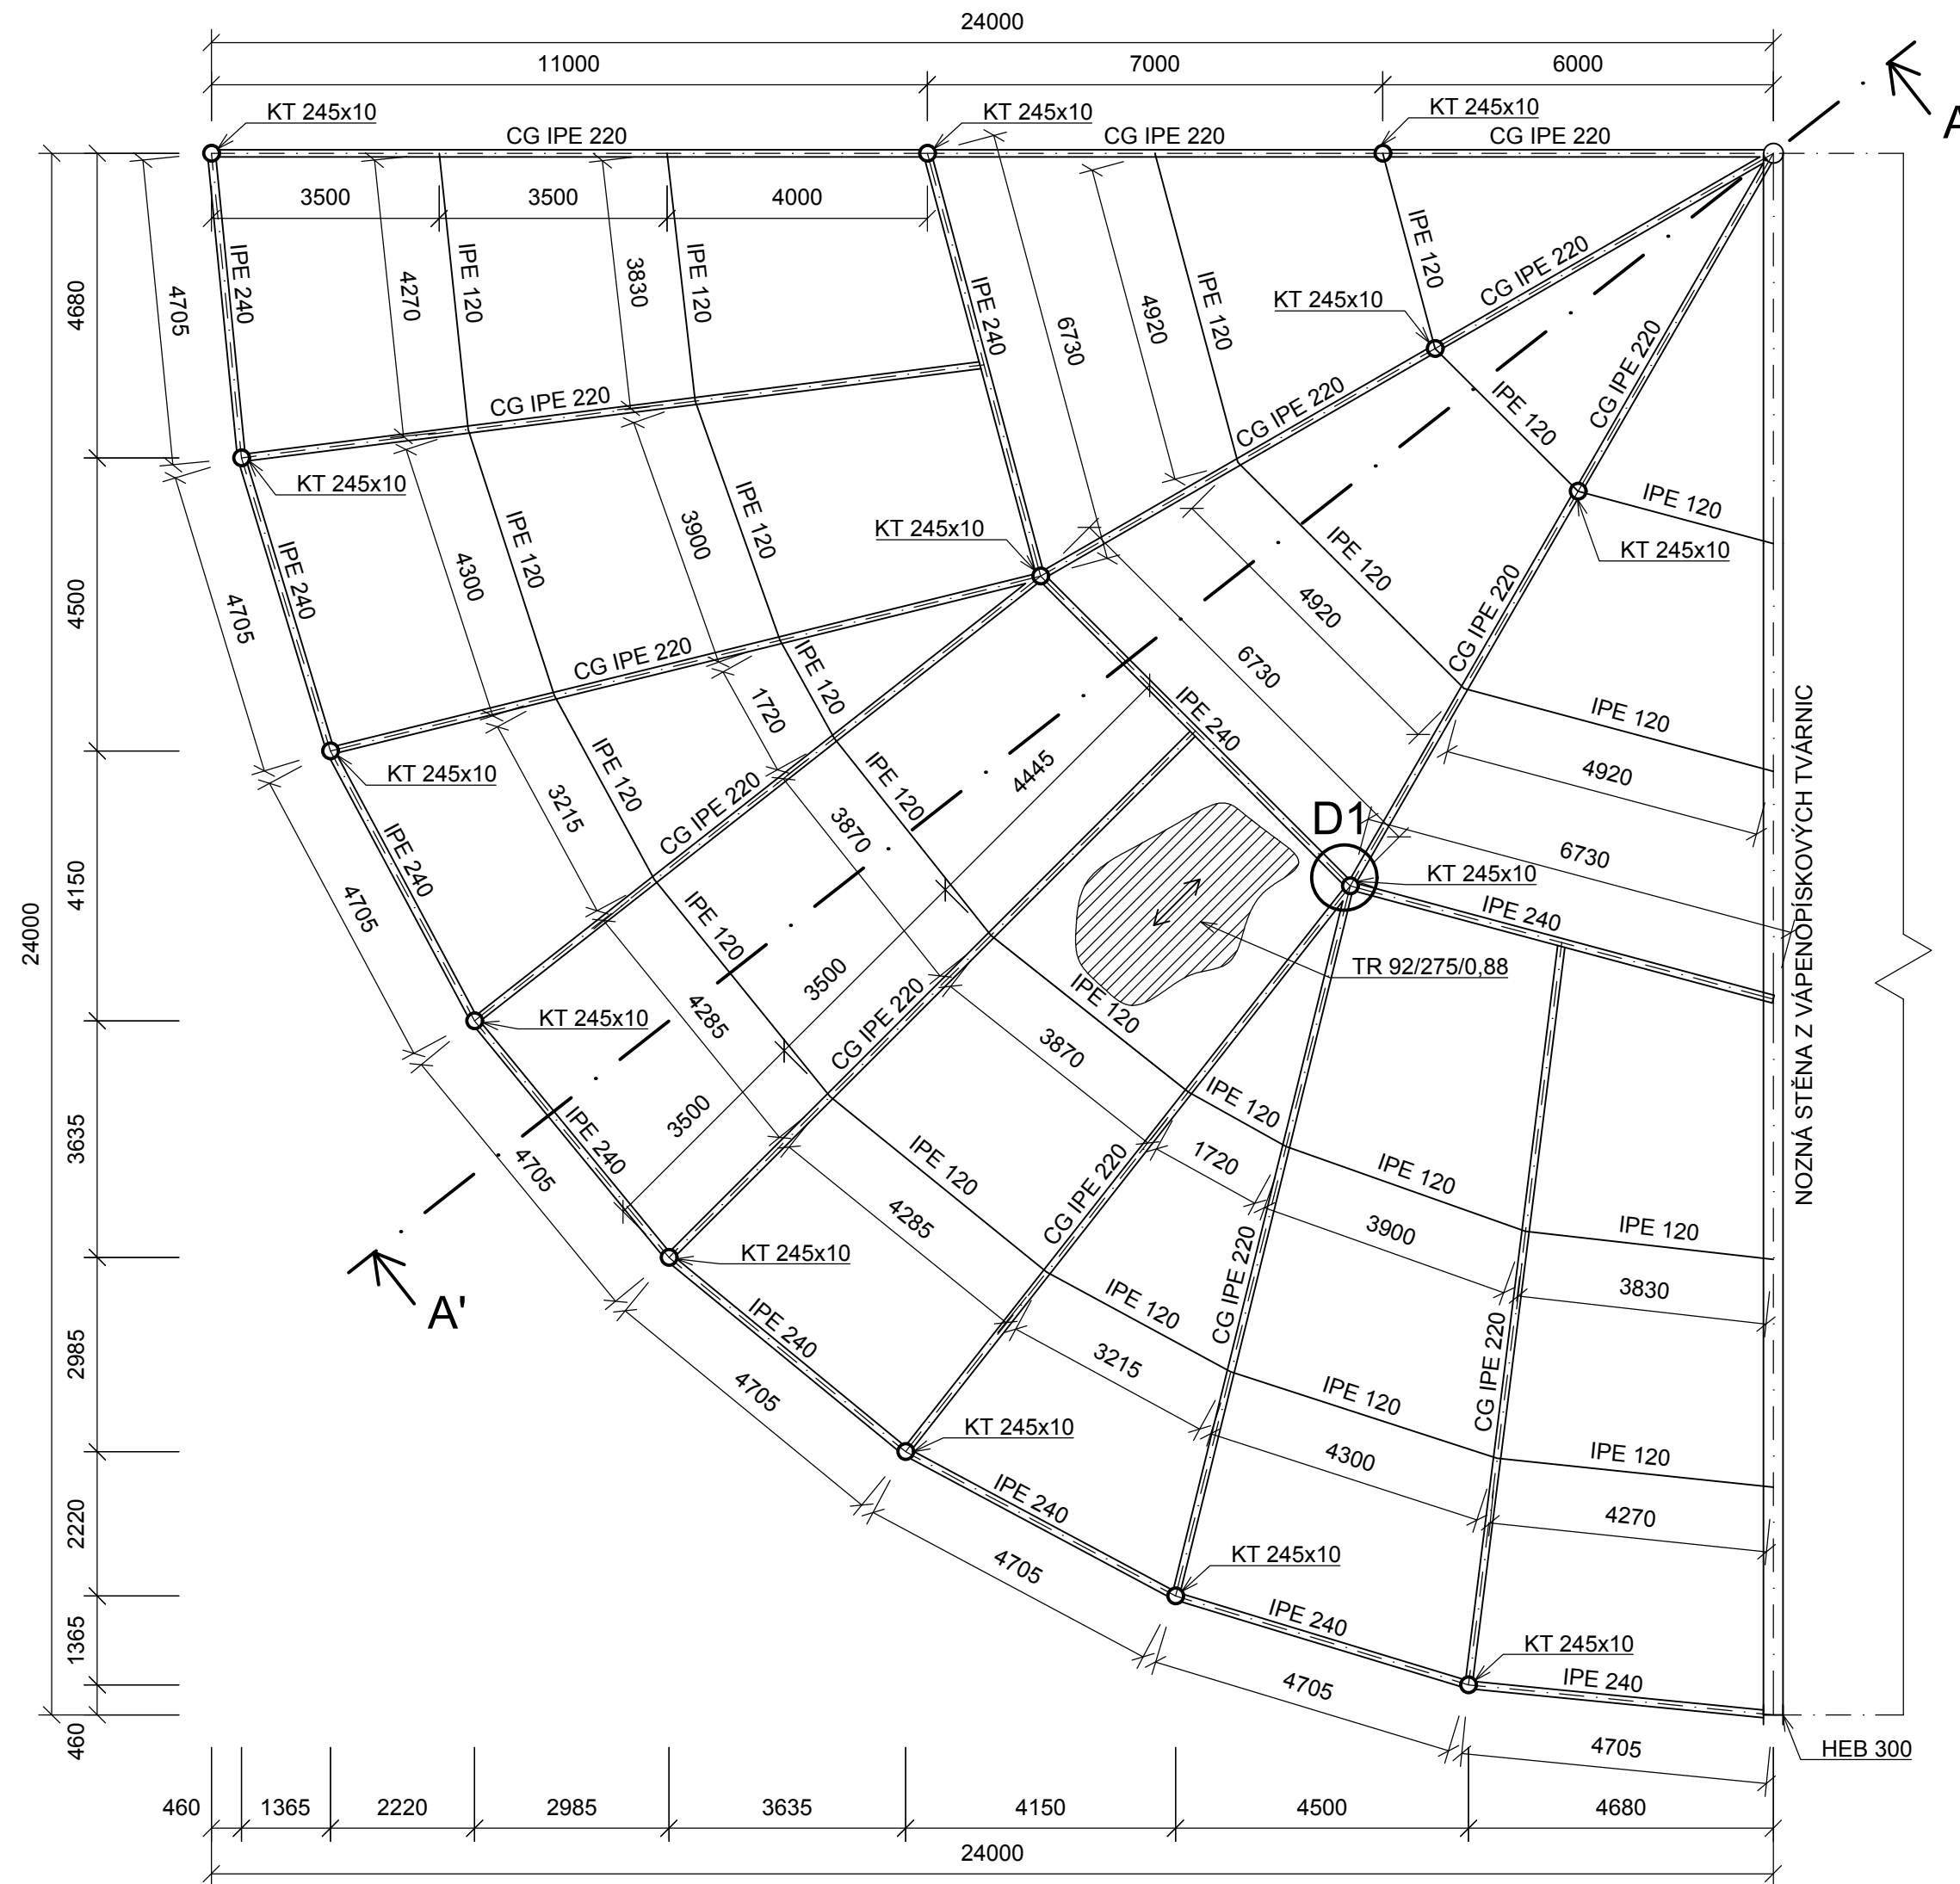 24000
11000
7000
6000
A
KT 245x10
KT 245x10
KT 245x10
CG IPE 220
CG IPE 220
CG IPE 220
3500
3500
4000
IPE 240
IPE 120
IPE 120
IPE 240
IPE 120
IPE 120
CG IPE 220
4705
4270
3830
6730
4920
4680
KT 245x10
CG IPE 220
CG IPE 220
CG IPE 220
IPE 120
IPE 120
KT 245x10
KT 245x10
KT 245x10
IPE 240
IPE 120
IPE 120
4705
4300
3900
4500
4920
IPE 120
CG IPE 220
6730
CG IPE 220
IPE 120
IPE 240
1720
4445
IPE 120
4920
KT 245x10
IPE 120
CG IPE 220
IPE 120
3215
3870
D1
6730
KT 245x10
IPE 240
IPE 240
4705
4150
24000
NOZNÁ STĚNA Z VÁPENOPÍSKOVÝCH TVÁRNIC
IPE 120
3500
TR 92/275/0,88
KT 245x10
4285
CG IPE 220
IPE 120
3870
3500
IPE 240
4705
3635
IPE 120
IPE 120
1720
CG IPE 220
IPE 120
3900
IPE 120
4285
KT 245x10
3830
A'
IPE 240
IPE 120
CG IPE 220
CG IPE 220
3215
2985
IPE 120
4300
IPE 120
4705
KT 245x10
IPE 240
4270
2220
4705
KT 245x10
IPE 240
KT 245x10
IPE 240
1365
4705
4705
HEB 300
460
460
1365
2220
2985
3635
4150
4500
4680
24000